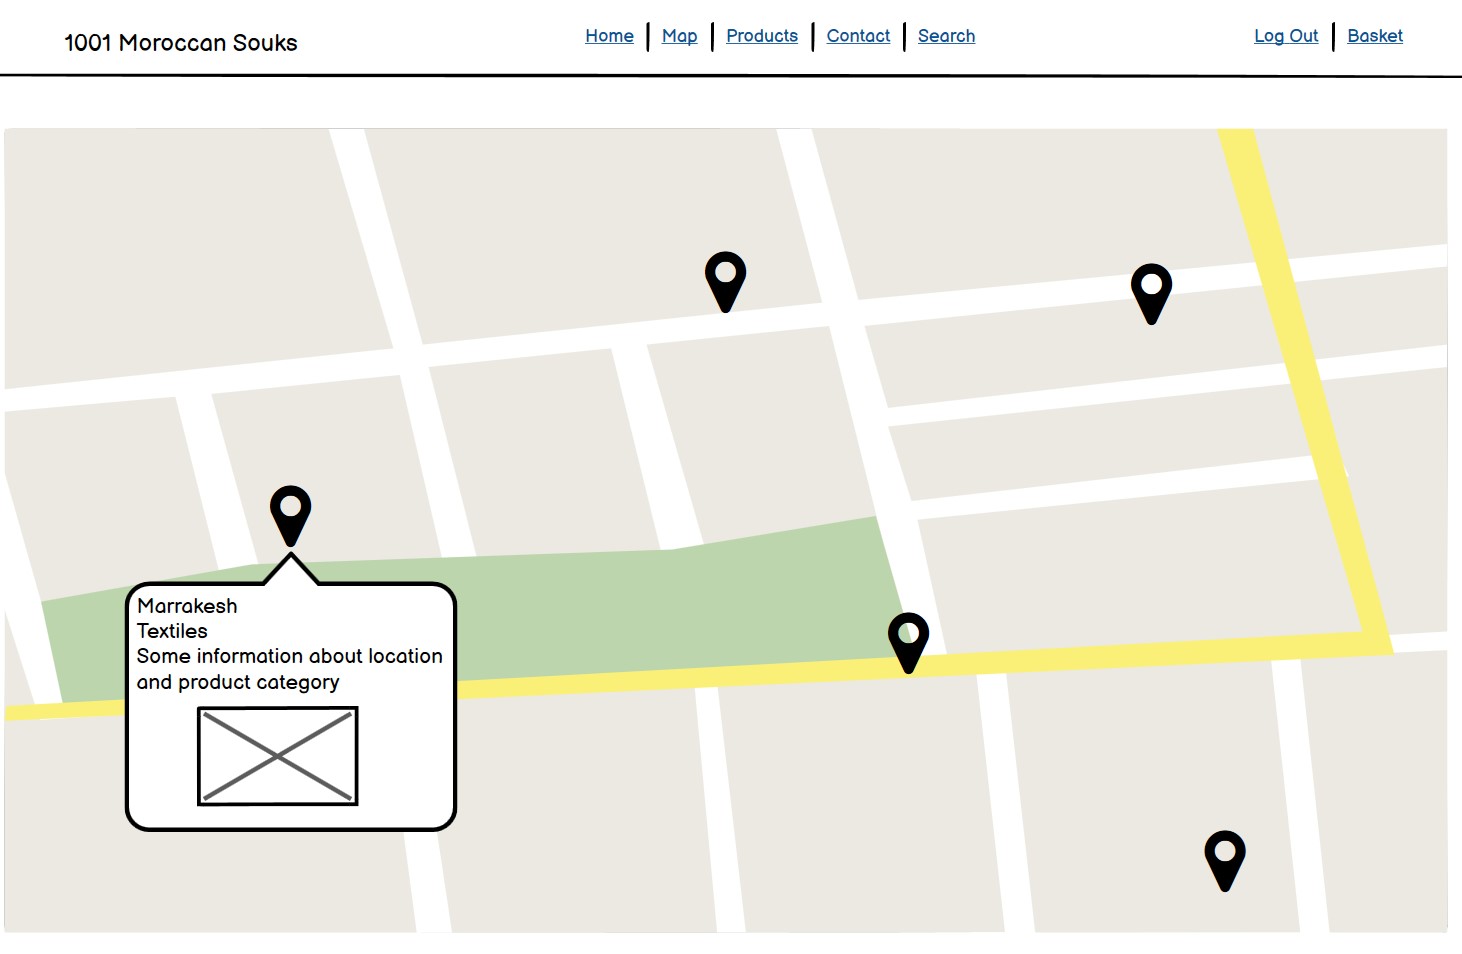 1001 Moroccan Souks
Home | Map | Products | Contact | Search
Log Out | Basket
Marrakesh
Textiles
Some information about location
and product category